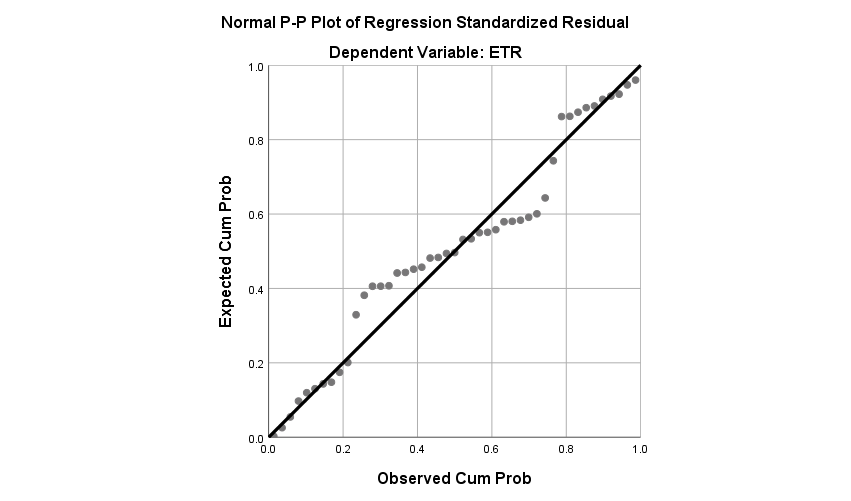 Normal P-P Plot of Regression Standardized Residual
Dependent Variable: ETR
1.0
0.8
0.6
0.4
0.2
0.0
Expected Cum Prob
0.0 0.2 0.4 0.6 0.8 1.0
Observed Cum Prob